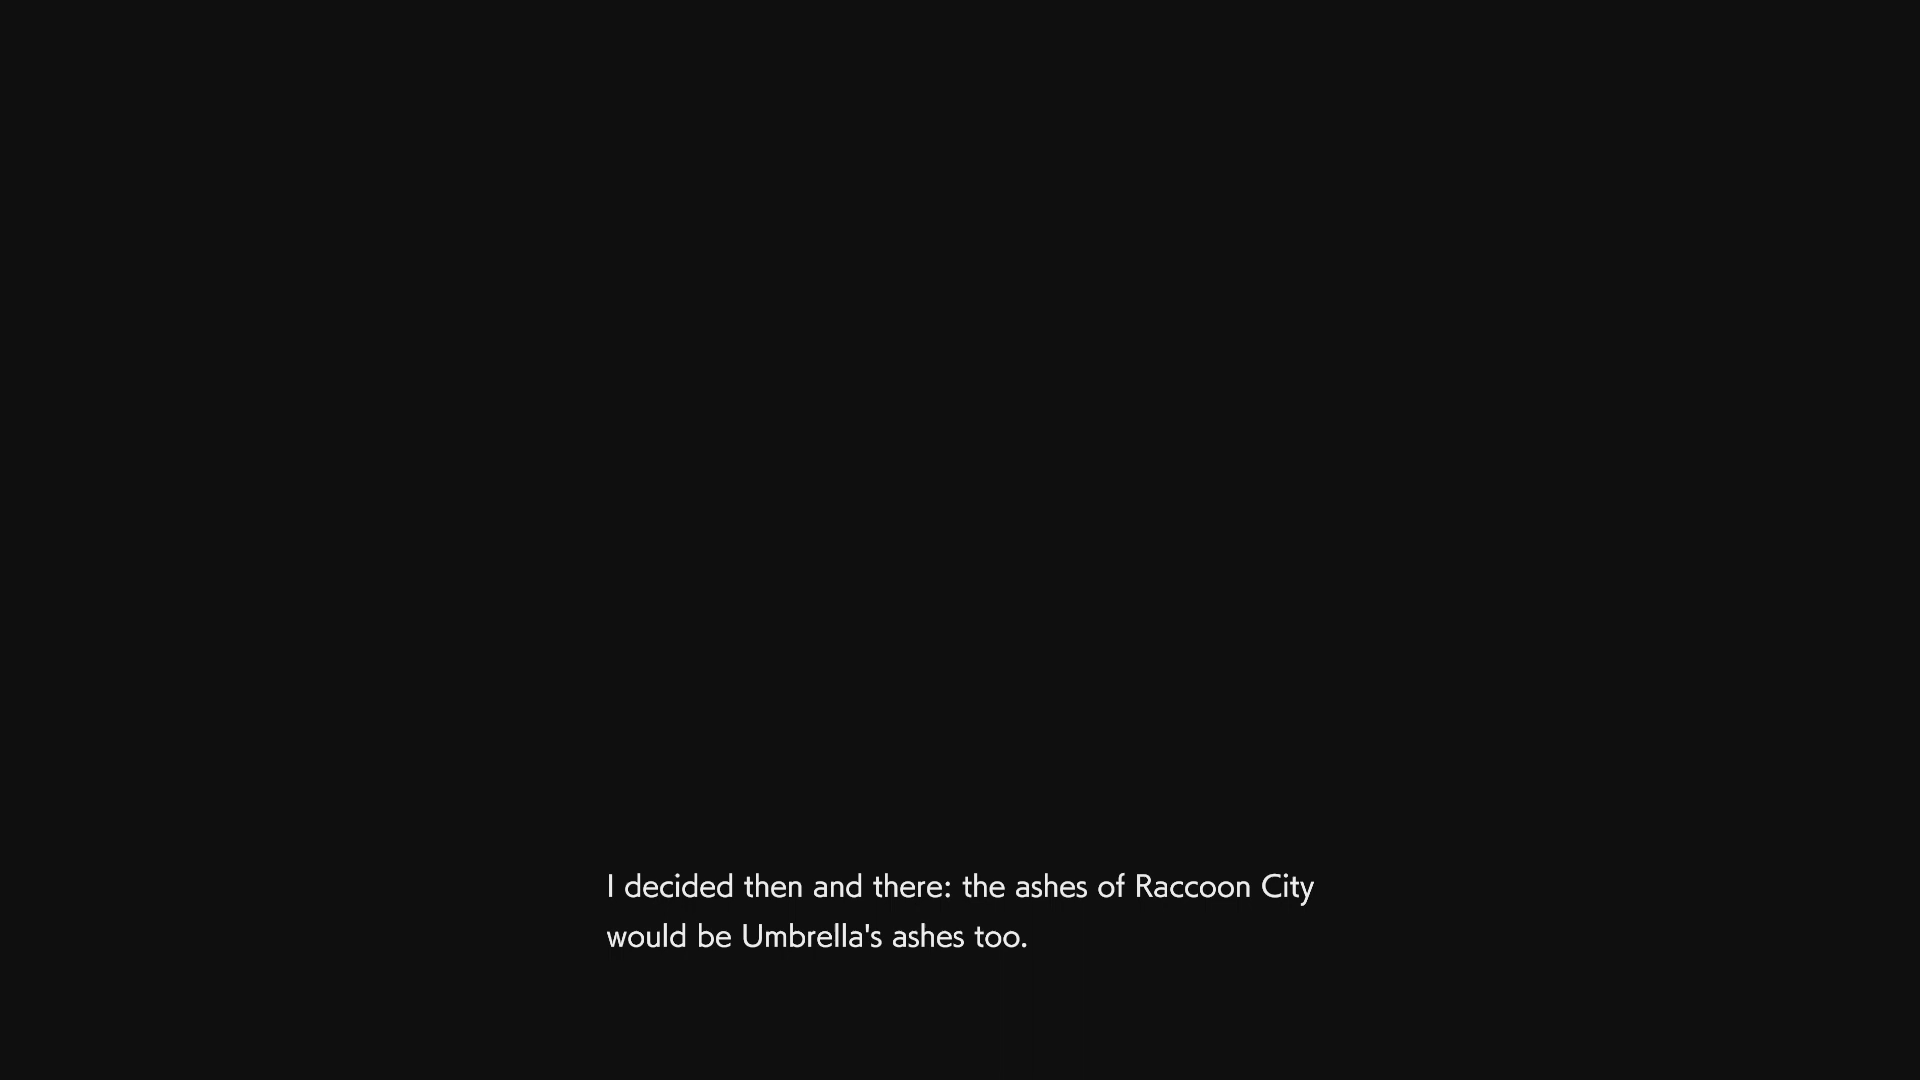 I decided then and there: the ashes of Raccoon City
would be Umbrella's ashes too.